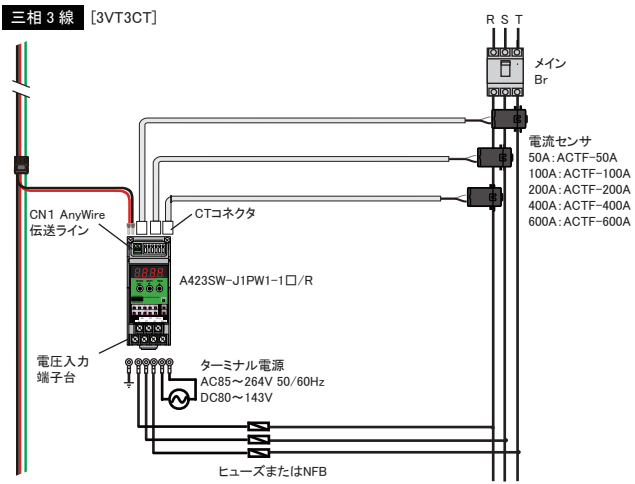 三相3線 [3VT3CT]
R S T
メイン
Br
電流センサ
50A：ACTF-50A
100A：ACTF-100A
200A：ACTF-200A
400A：ACTF-400A
600A：ACTF-600A
CN1 AnyWire
伝送ライン
CTコネクタ
A423SW-J1PW1-1□/R
電圧入力
端子台
ターミナル電源
AC85～264V 50/60Hz
DC80～143V
ヒューズまたはNFB